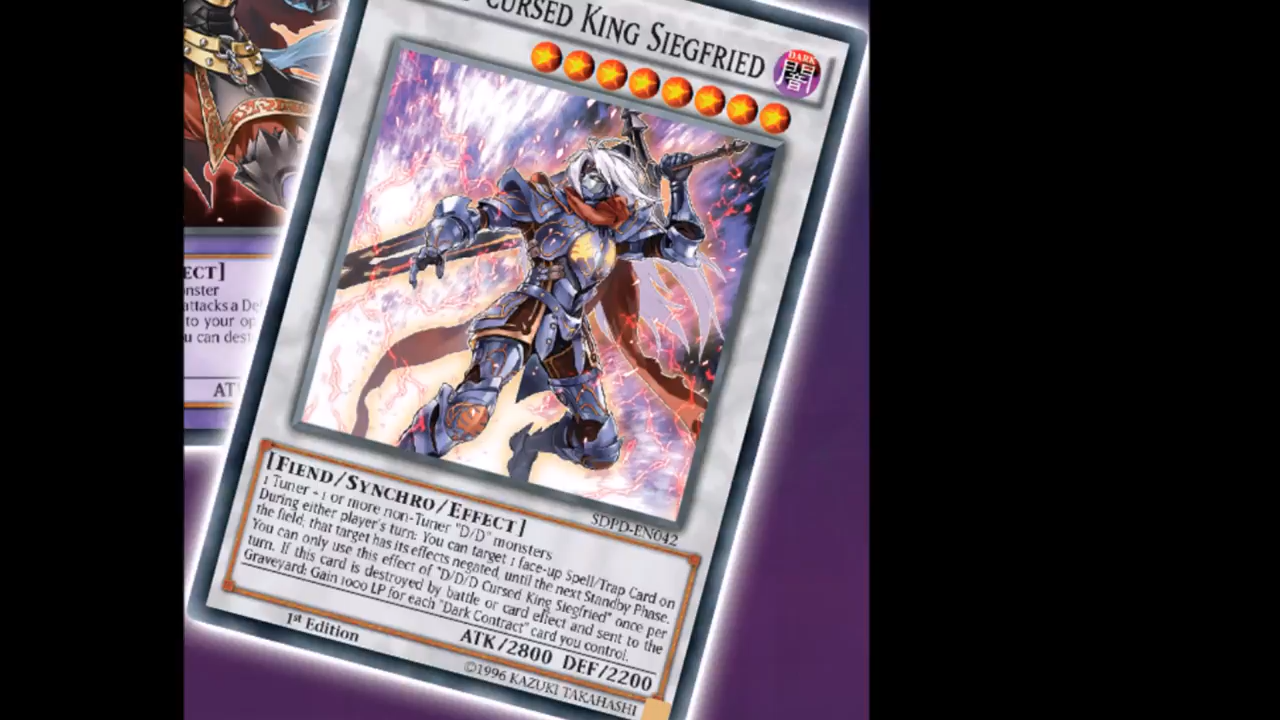 CURSED KING SIEGFRIED
DARK
闇
ECT]
nster
attacks a De
to your op
u can dest
AT
SDPD-EN042
[FIEND/SYNCHRO/EFFECT]
1 Tuner + 1 or more non-Tuner "D/D" monsters
During either player's turn: You can target 1 face-up Spell/Trap Card on
the field; that target has its effects negated, until the next Standby Phase.
You can only use this effect of "D/D/D Cursed King Siegfried" once per
turn. If this card is destroyed by battle or card effect and sent to the
Graveyard: Gain 1000 LP for each "Dark Contract" card you control.
ATK/2800 DEF/2200
1st Edition
©1996 KAZUKI TAKAHASHI